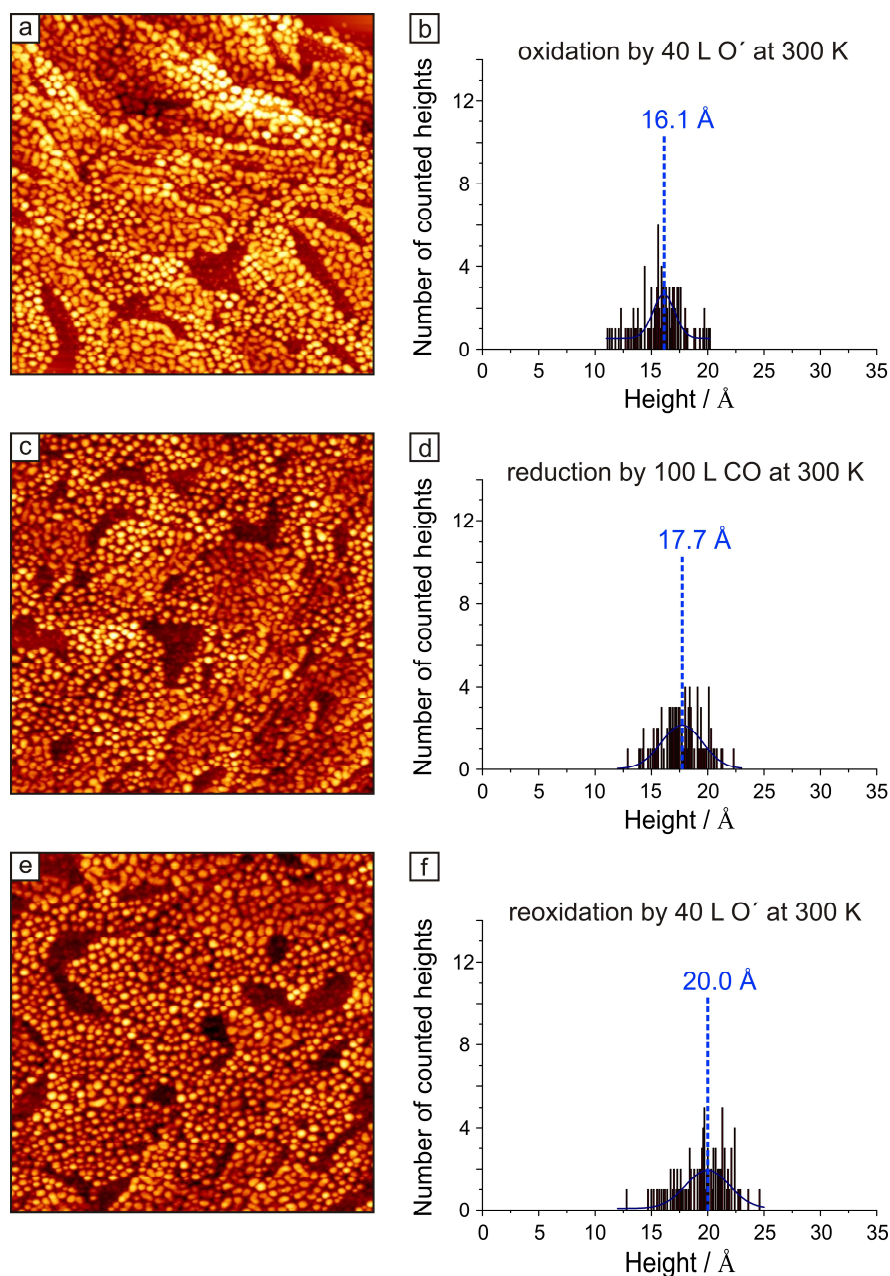 a
b
oxidation by 40 L O´ at 300 K
16.1 Å
Number of counted heights
12
8
4
0
0 5 10 15 20 25 30 35
Height / Å
c
d
reduction by 100 L CO at 300 K
17.7 Å
Number of counted heights
12
8
4
0
0 5 10 15 20 25 30 35
Height / Å
e
f
reoxidation by 40 L O´ at 300 K
20.0 Å
Number of counted heights
12
8
4
0
0 5 10 15 20 25 30 35
Height / Å